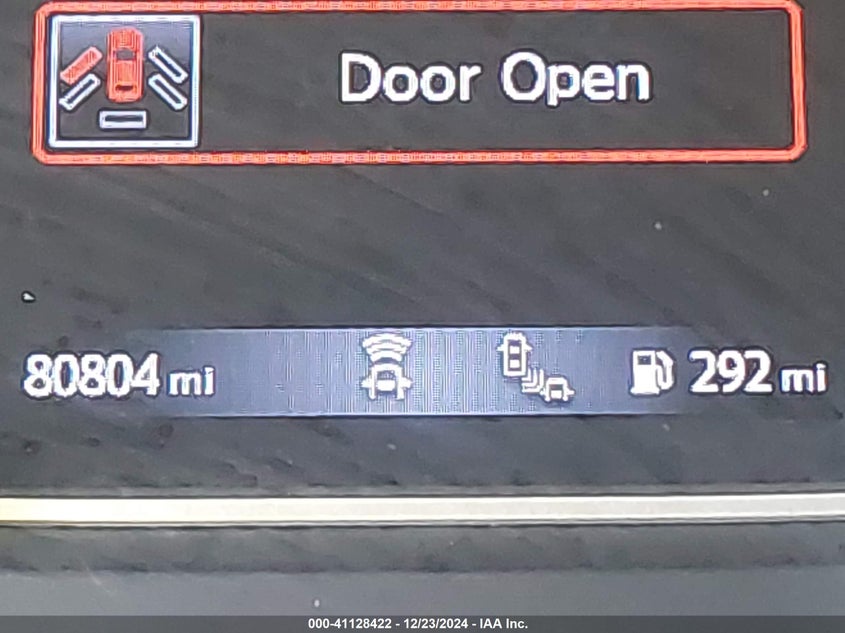 Door Open
80804 mi 292 mi
000-41128422 - 12/23/2024 - IAA Inc.